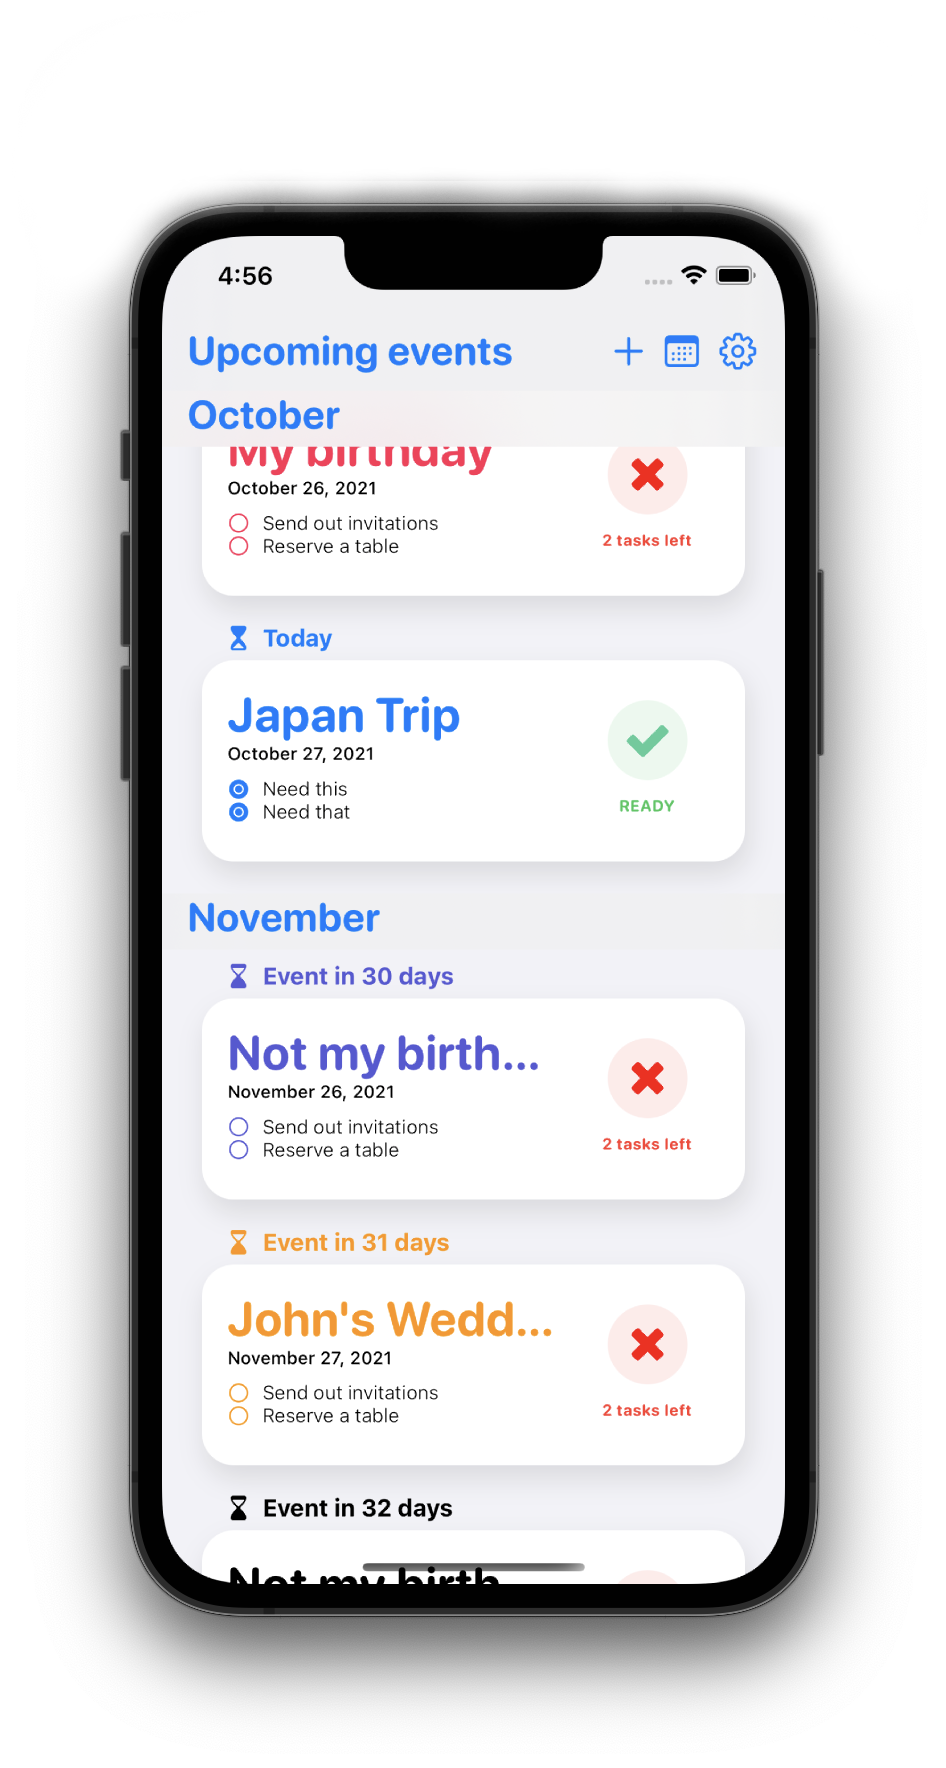 4:56
Upcoming events
October
My birthday
October 26, 2021
Send out invitations
Reserve a table
2 tasks left
Today
Japan Trip
October 27, 2021
Need this
Need that
READY
November
Event in 30 days
Not my birth...
November 26, 2021
Send out invitations
Reserve a table
2 tasks left
Event in 31 days
John's Wedd...
November 27, 2021
Send out invitations
Reserve a table
2 tasks left
Event in 32 days
Not my birth